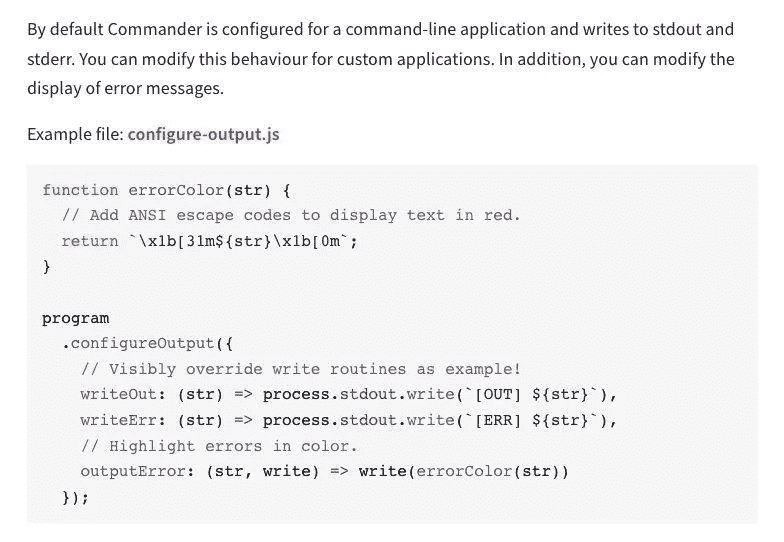 By default Commander is configured for a command-line application and writes to stdout and
stderr. You can modify this behaviour for custom applications. In addition, you can modify the
display of error messages.
Example file: configure-output.js
function errorColor(str) {
  // Add ANSI escape codes to display text in red.
  return `\x1b[31m${str}\x1b[0m`;
}

program
  .configureOutput({
    // Visibly override write routines as example!
    writeOut: (str) => process.stdout.write(`[OUT] ${str}`),
    writeErr: (str) => process.stdout.write(`[ERR] ${str}`),
    // Highlight errors in color.
    outputError: (str, write) => write(errorColor(str))
  });